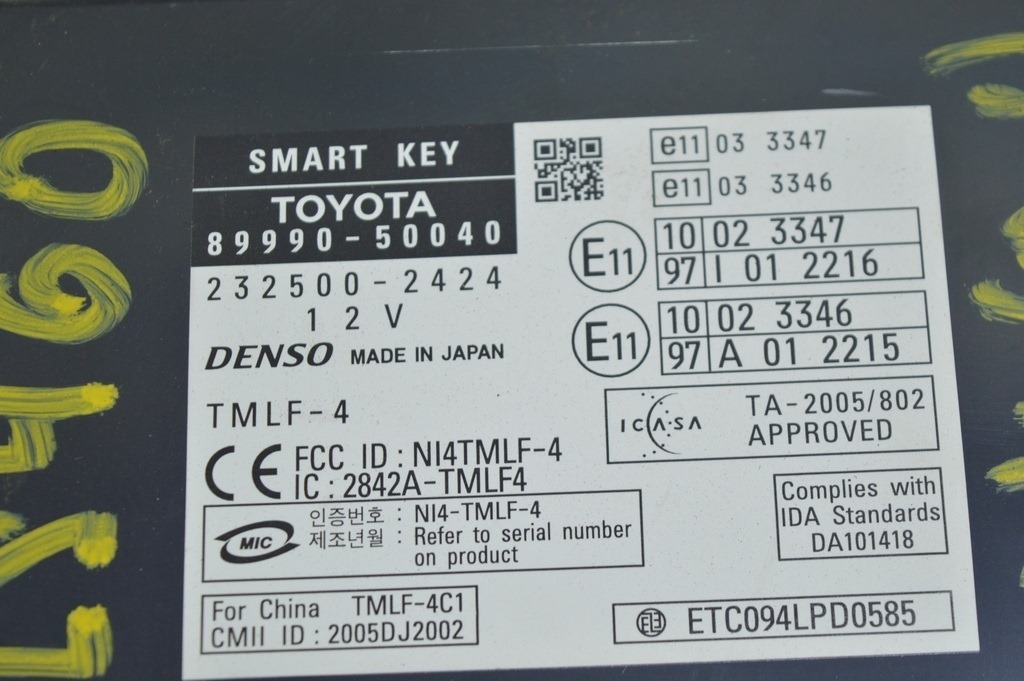 SMART KEY
TOYOTA
89990-50040
232500-2424
12V
DENSO MADE IN JAPAN
TMLF-4
CE
FCC ID : NI4TMLF-4
IC : 2842A-TMLF4
MIC
인증번호 : NI4-TMLF-4
제조년월 : Refer to serial number
on product
For China TMLF-4C1
CMII ID : 2005DJ2002
e11 03 3347
e11 03 3346
E11
10 02 3347
97 I 01 2216
E11
10 02 3346
97 A 01 2215
ICASA
TA-2005/802
APPROVED
Complies with
IDA Standards
DA101418
ETC094LPD0585